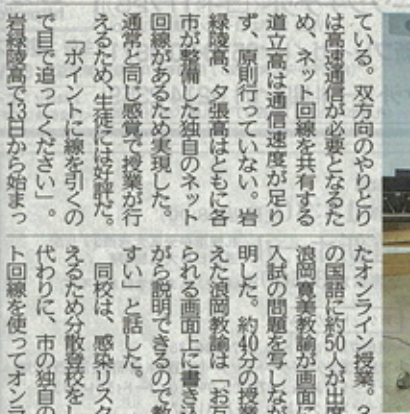 ている。双方向のやりとり
は高速通信が必要となるた
め、ネット回線を共有する
道立高は通信速度が足り
ず、原則行っていない。岩
緑陵高、夕張高はともに各
市が整備した独自のネット
回線があるため実現した。
通常と同じ感覚で授業が行
えるため、生徒には好評だ。
「ポイントに線を引くの
で目で追ってください」。
岩緑陵高で13日から始まっ
たオンライン授業。
の国語に約50人が出
浪岡寛美教諭が画面に
入試の問題を写しなが
明した。約40分の授業
えた浪岡教諭は「お互
られる画面上に書き込
がら説明できるので教
すい」と話した。
同校は、感染リスク
えるため分散登校をし
代わりに、市の独自の
ト回線を使ってオンラ